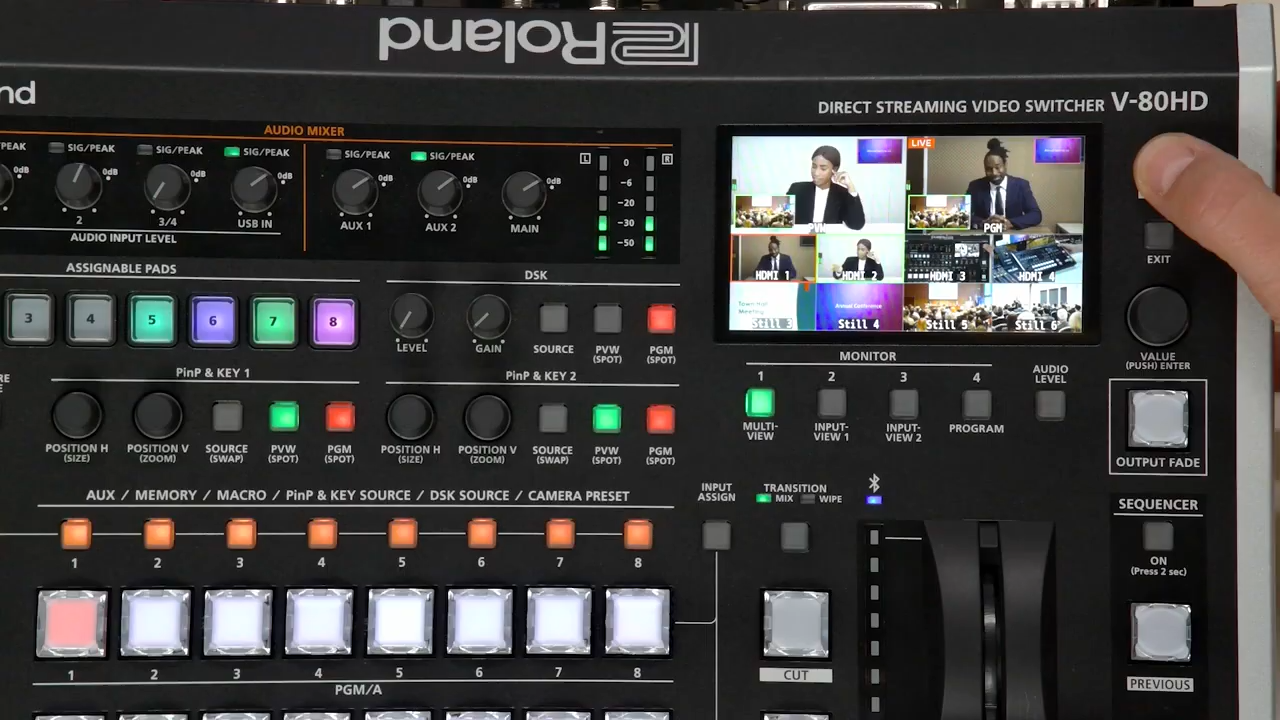 Roland
nd
DIRECT STREAMING VIDEO SWITCHER V-80HD
AUDIO MIXER
SIG/PEAK SIG/PEAK SIG/PEAK SIG/PEAK
0dB 0dB 0dB 0dB 0dB 0dB 0dB
2 3/4 USB IN AUX 1 AUX 2 MAIN
AUDIO INPUT LEVEL
L R
0
-6
-20
-30
-50
LIVE
PGM
HDMI 1 HDMI 2 HDMI 3 HDMI 4
Town Hall
Meeting
Annual Conference
Still 3 Still 4 Still 5 Still 6
EXIT
VALUE
(PUSH) ENTER
ASSIGNABLE PADS
3 4 5 6 7 8
DSK
LEVEL GAIN SOURCE PVW
(SPOT) PGM
(SPOT)
MONITOR
1 2 3 4 AUDIO
LEVEL
MULTI-
VIEW INPUT-
VIEW 1 INPUT-
VIEW 2 PROGRAM
OUTPUT FADE
PinP & KEY 1
POSITION H
(SIZE) POSITION V
(ZOOM) SOURCE
(SWAP) PVW
(SPOT) PGM
(SPOT)
PinP & KEY 2
POSITION H
(SIZE) POSITION V
(ZOOM) SOURCE
(SWAP) PVW
(SPOT) PGM
(SPOT)
AUX / MEMORY / MACRO / PinP & KEY SOURCE / DSK SOURCE / CAMERA PRESET
1 2 3 4 5 6 7 8
INPUT
ASSIGN
TRANSITION
MIX WIPE
SEQUENCER
ON
(Press 2 sec)
PREVIOUS
CUT
1 2 3 4 5 6 7 8
PGM/A